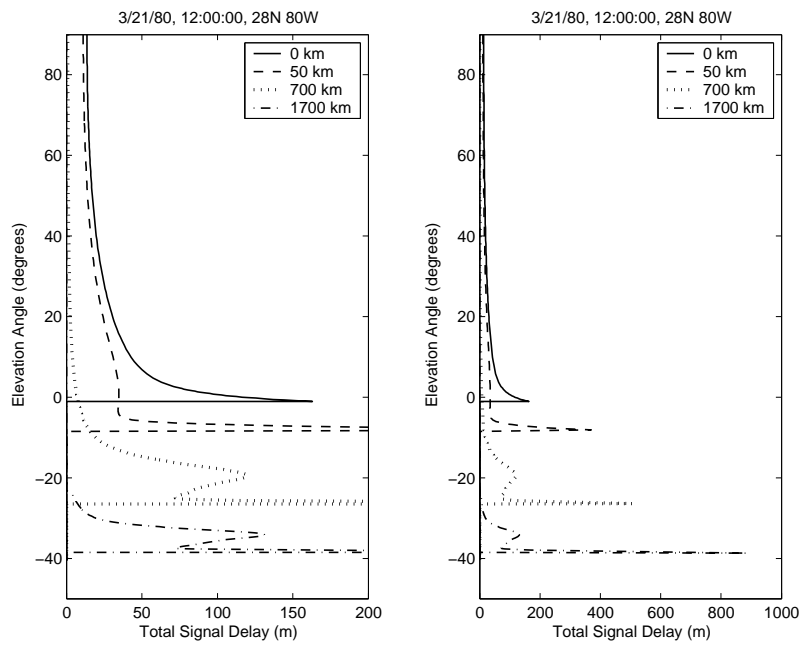 3/21/80, 12:00:00, 28N 80W
0 km
50 km
700 km
1700 km
80
60
40
20
0
−20
−40
0 50 100 150 200
Elevation Angle (degrees)
Total Signal Delay (m)
3/21/80, 12:00:00, 28N 80W
0 km
50 km
700 km
1700 km
80
60
40
20
0
−20
−40
0 200 400 600 800 1000
Elevation Angle (degrees)
Total Signal Delay (m)